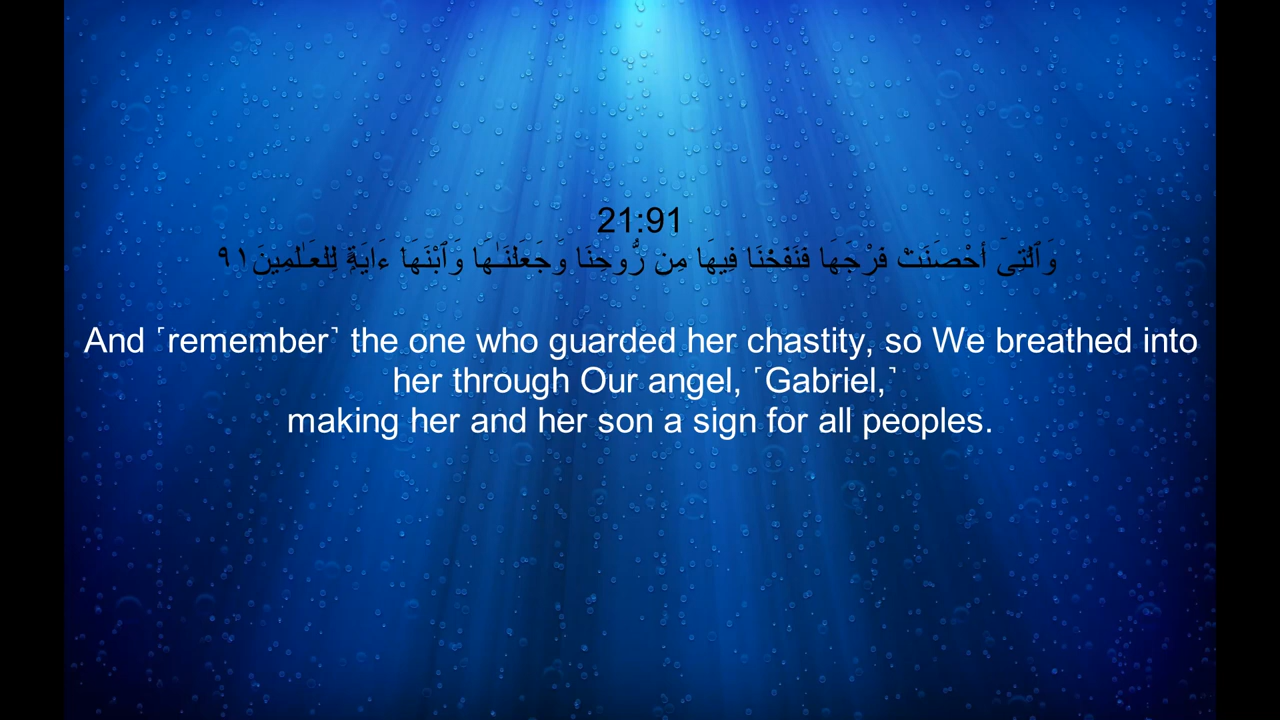 21:91
وَٱلَّتِىٓ أَحْصَنَتْ فَرْجَهَا فَنَفَخْنَا فِيهَا مِن رُّوحِنَا وَجَعَلْنَـٰهَا وَٱبْنَهَآ ءَايَةًۭ لِّلْعَـٰلَمِينَ ٩١
And ˹remember˺ the one who guarded her chastity, so We breathed into
her through Our angel, ˹Gabriel,˺
making her and her son a sign for all peoples.